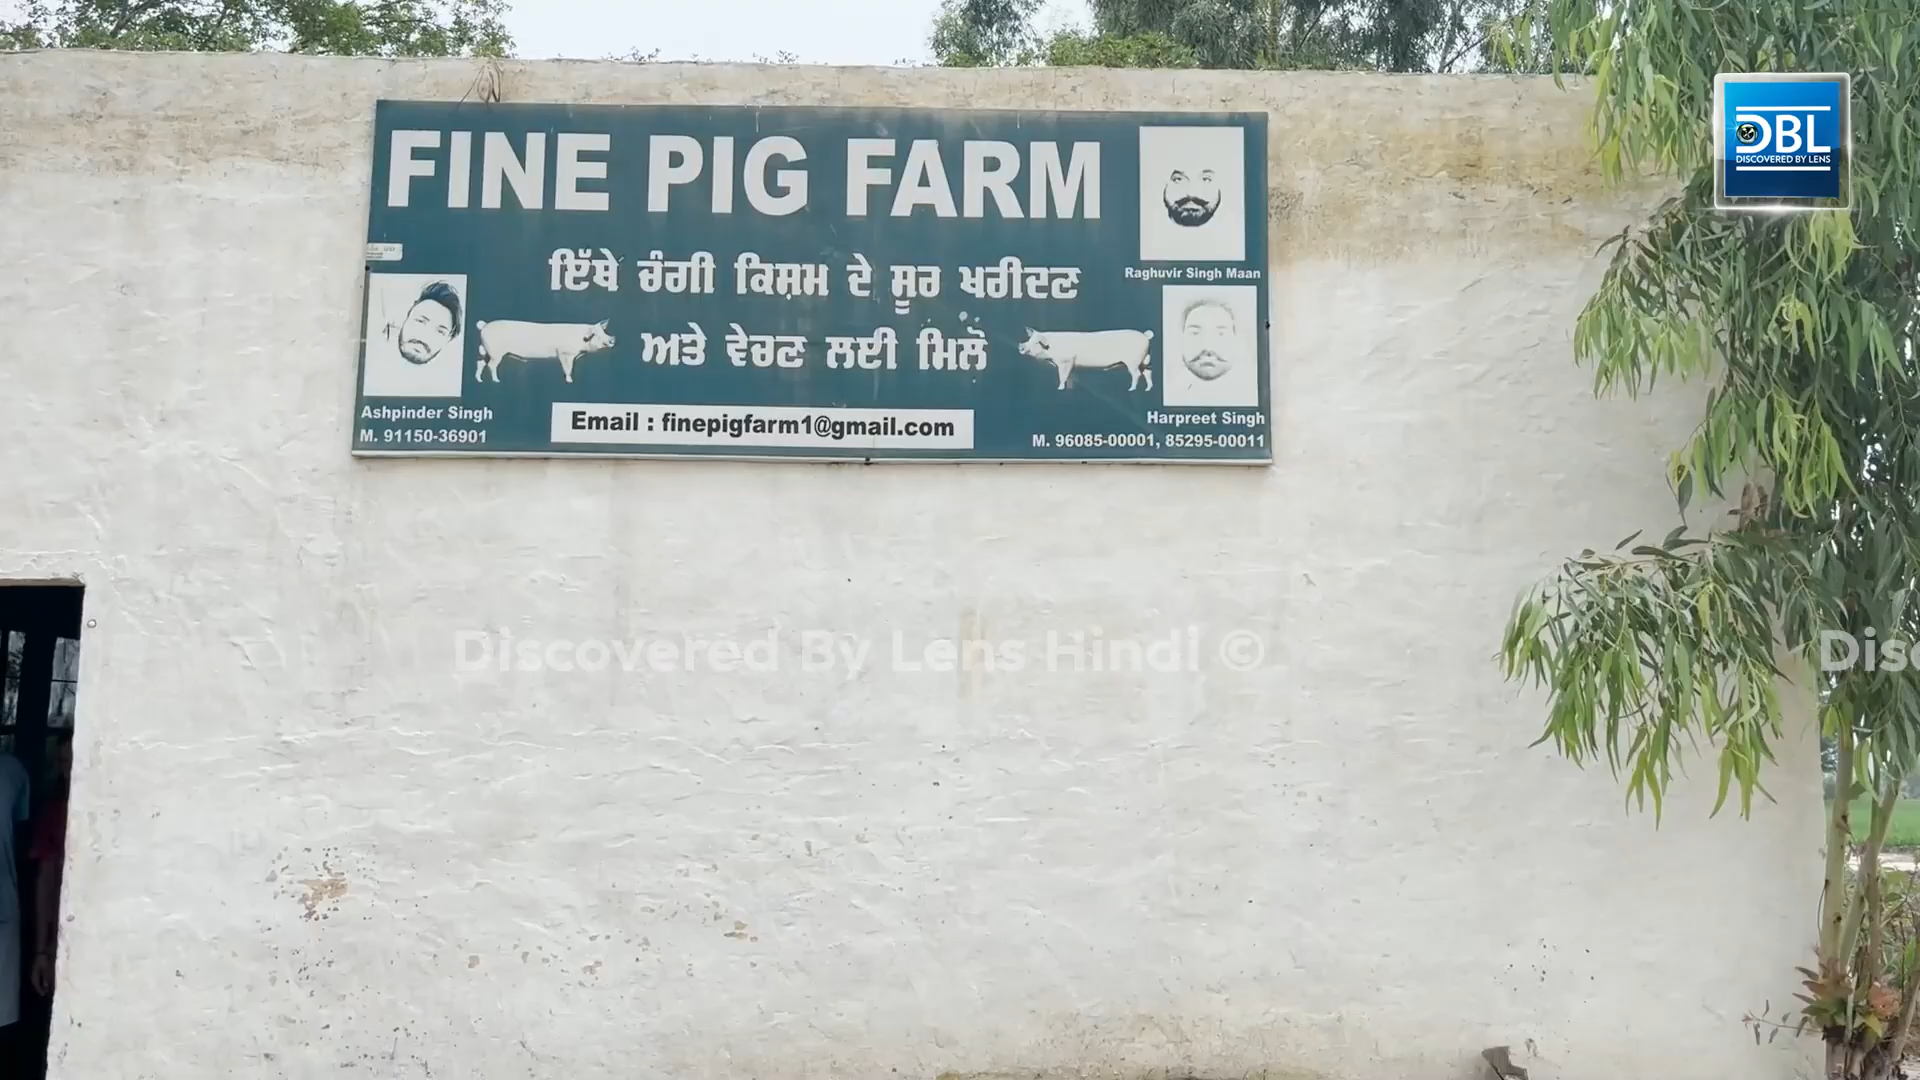 FINE PIG FARM
ਇੱਥੇ ਚੰਗੀ ਕਿਸ਼ਮ ਦੇ ਸੂਰ ਖਰੀਦਣ
ਅਤੇ ਵੇਚਣ ਲਈ ਮਿਲੋ
Raghuvir Singh Maan
Ashpinder Singh
M. 91150-36901
Email : finepigfarm1@gmail.com
Harpreet Singh
M. 96085-00001, 85295-00011
DBL
DISCOVERED BY LENS
Discovered By Lens Hindi ©